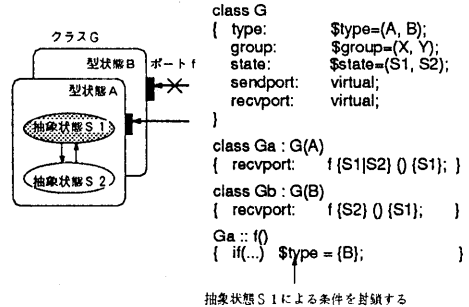 クラスG
型状態B
ポートf
型状態A
抽象状態S1
抽象状態S2
class G
{ type: $type=(A, B);
group: $group=(X, Y);
state: $state=(S1, S2);
sendport: virtual;
recvport: virtual;
}
class Ga : G(A)
{ recvport: f {S1|S2} () {S1}; }
class Gb : G(B)
{ recvport: f {S2} () {S1}; }
Ga :: f()
{ if(...) $type = {B}; }
抽象状態S1による条件を封鎖する